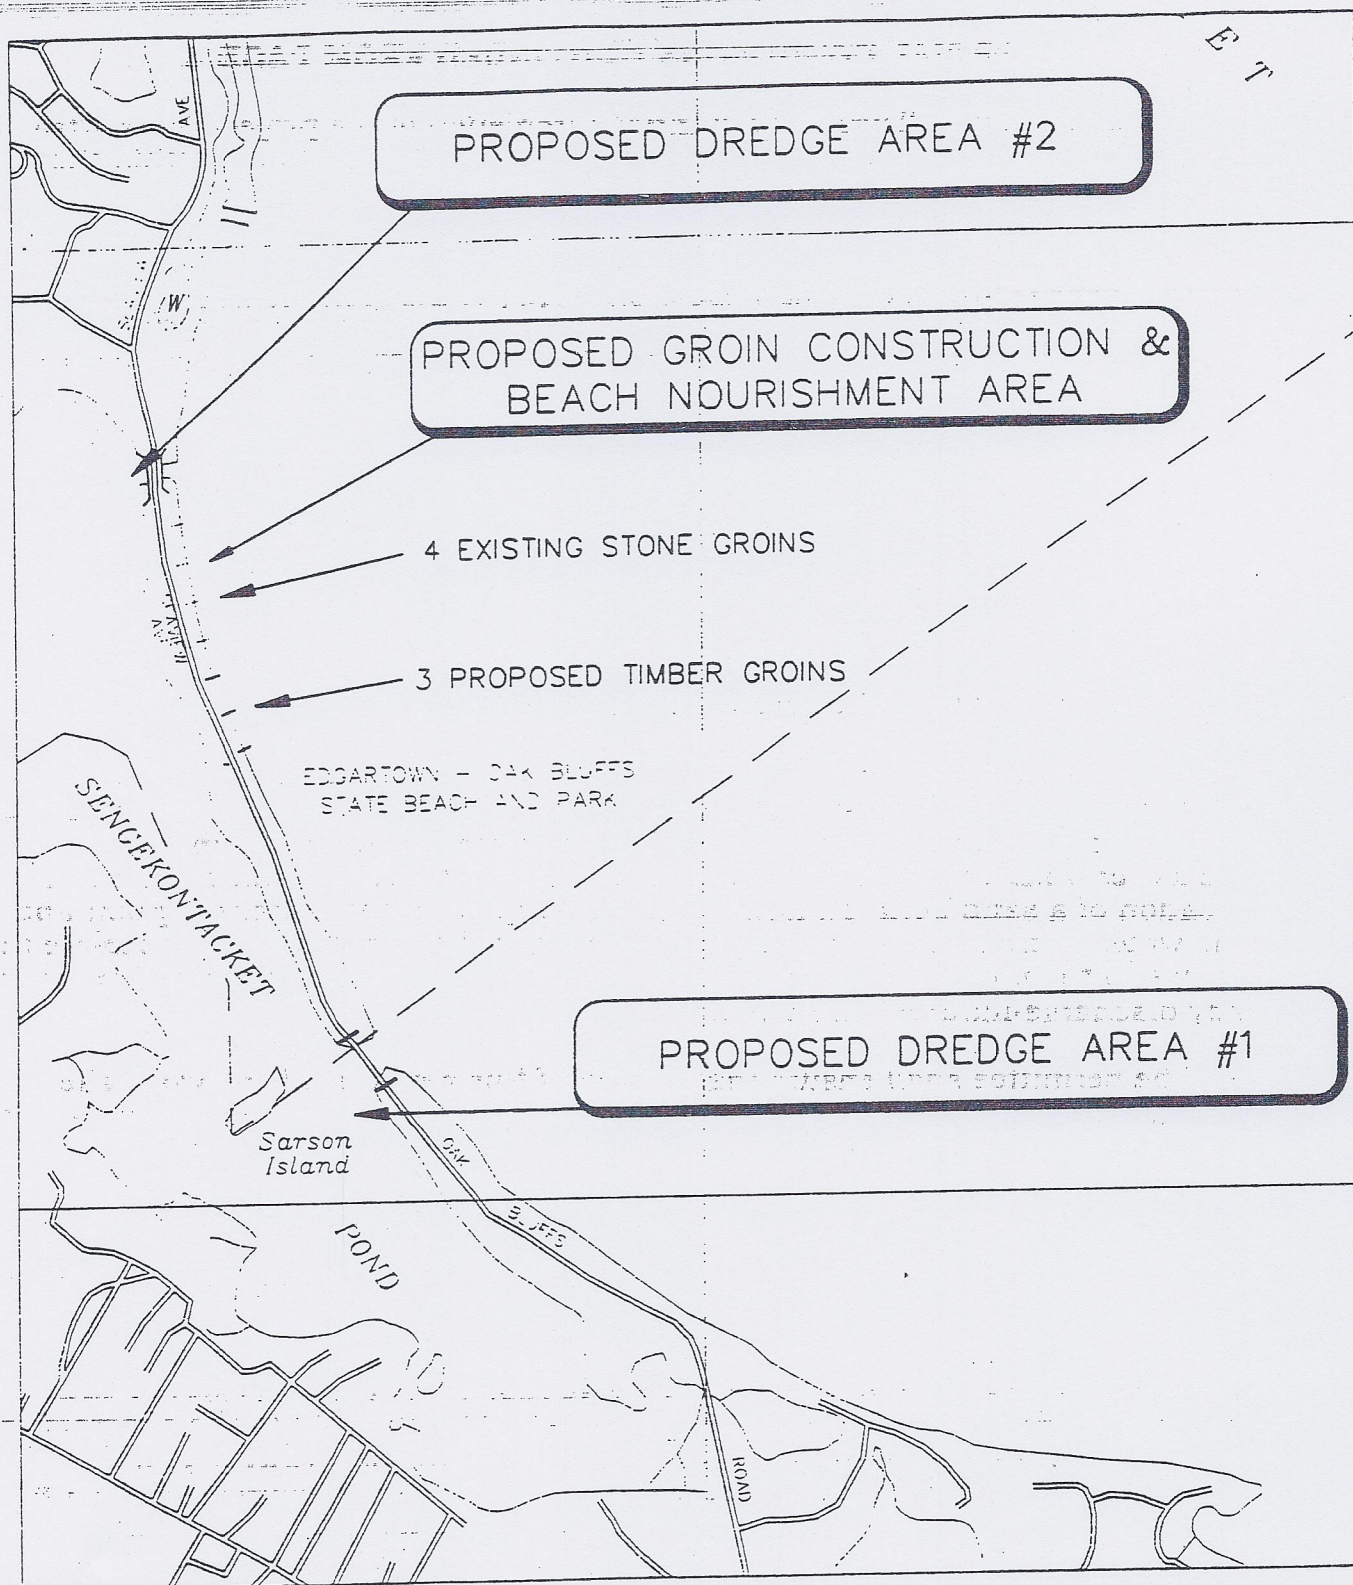 E T
AVE
PROPOSED DREDGE AREA #2
W
PROPOSED GROIN CONSTRUCTION &
BEACH NOURISHMENT AREA
4 EXISTING STONE GROINS
3 PROPOSED TIMBER GROINS
EDGARTOWN - OAK BLUFFS
STATE BEACH AND PARK
SENGEKONTACKET
PROPOSED DREDGE AREA #1
Sarson
Island
OAK
BLUFFS
POND
ROAD